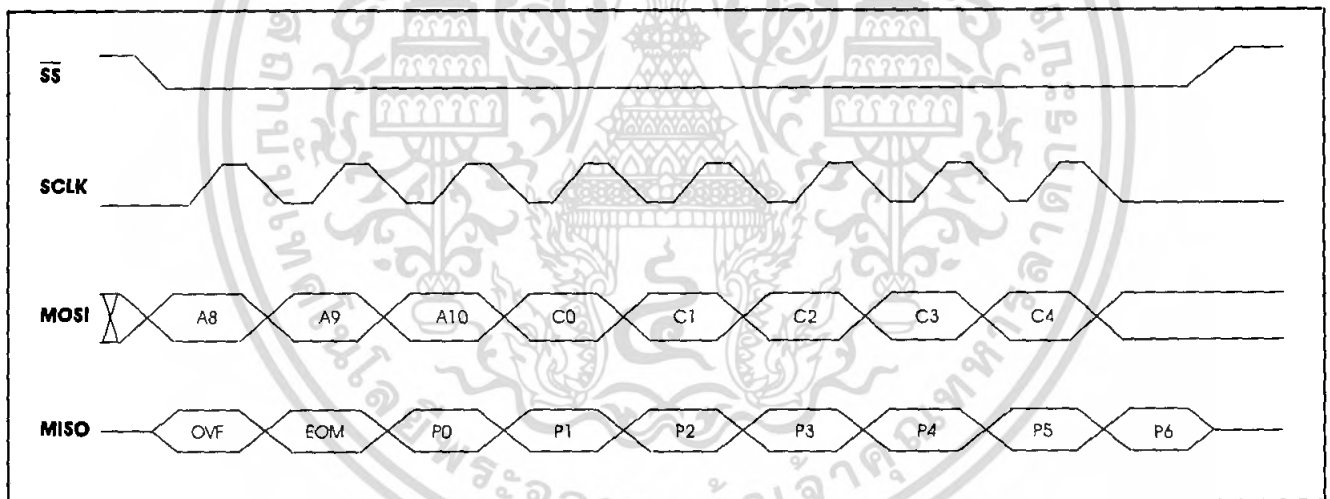 SS
SCLK
MOSI A8 A9 A10 C0 C1 C2 C3 C4
MISO OVF EOM P0 P1 P2 P3 P4 P5 P6